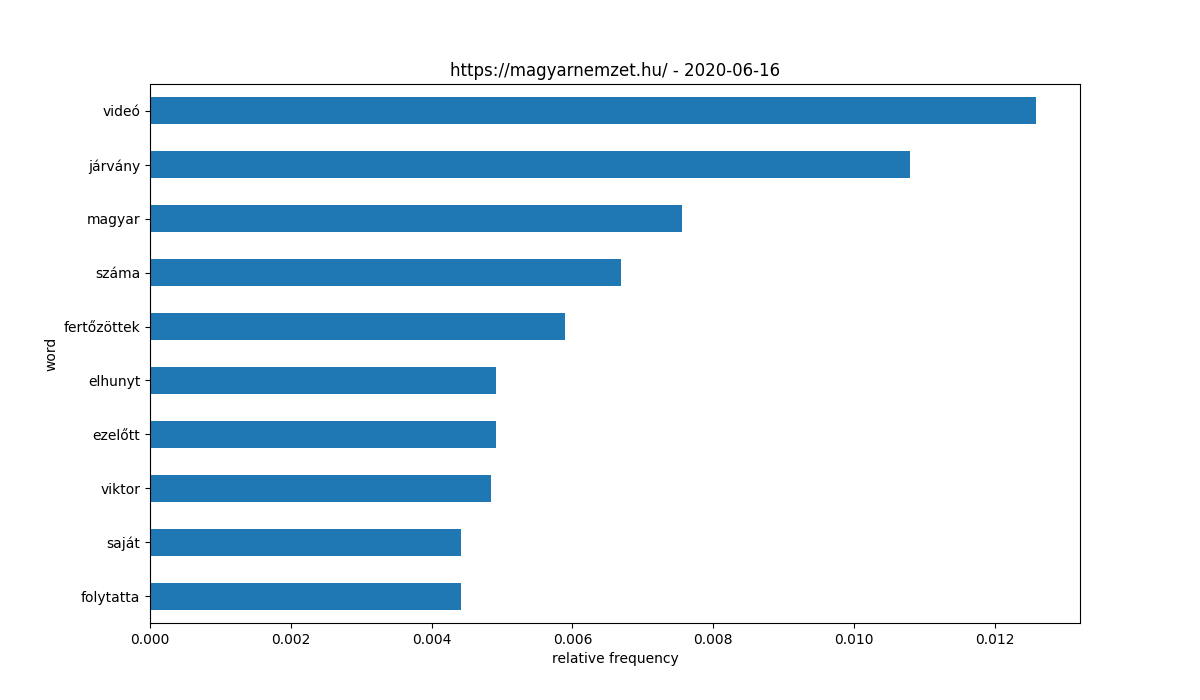 https://magyarnemzet.hu/ - 2020-06-16
videó
járvány
magyar
száma
fertőzöttek
elhunyt
ezelőtt
viktor
saját
folytatta
word
0.000 0.002 0.004 0.006 0.008 0.010 0.012
relative frequency